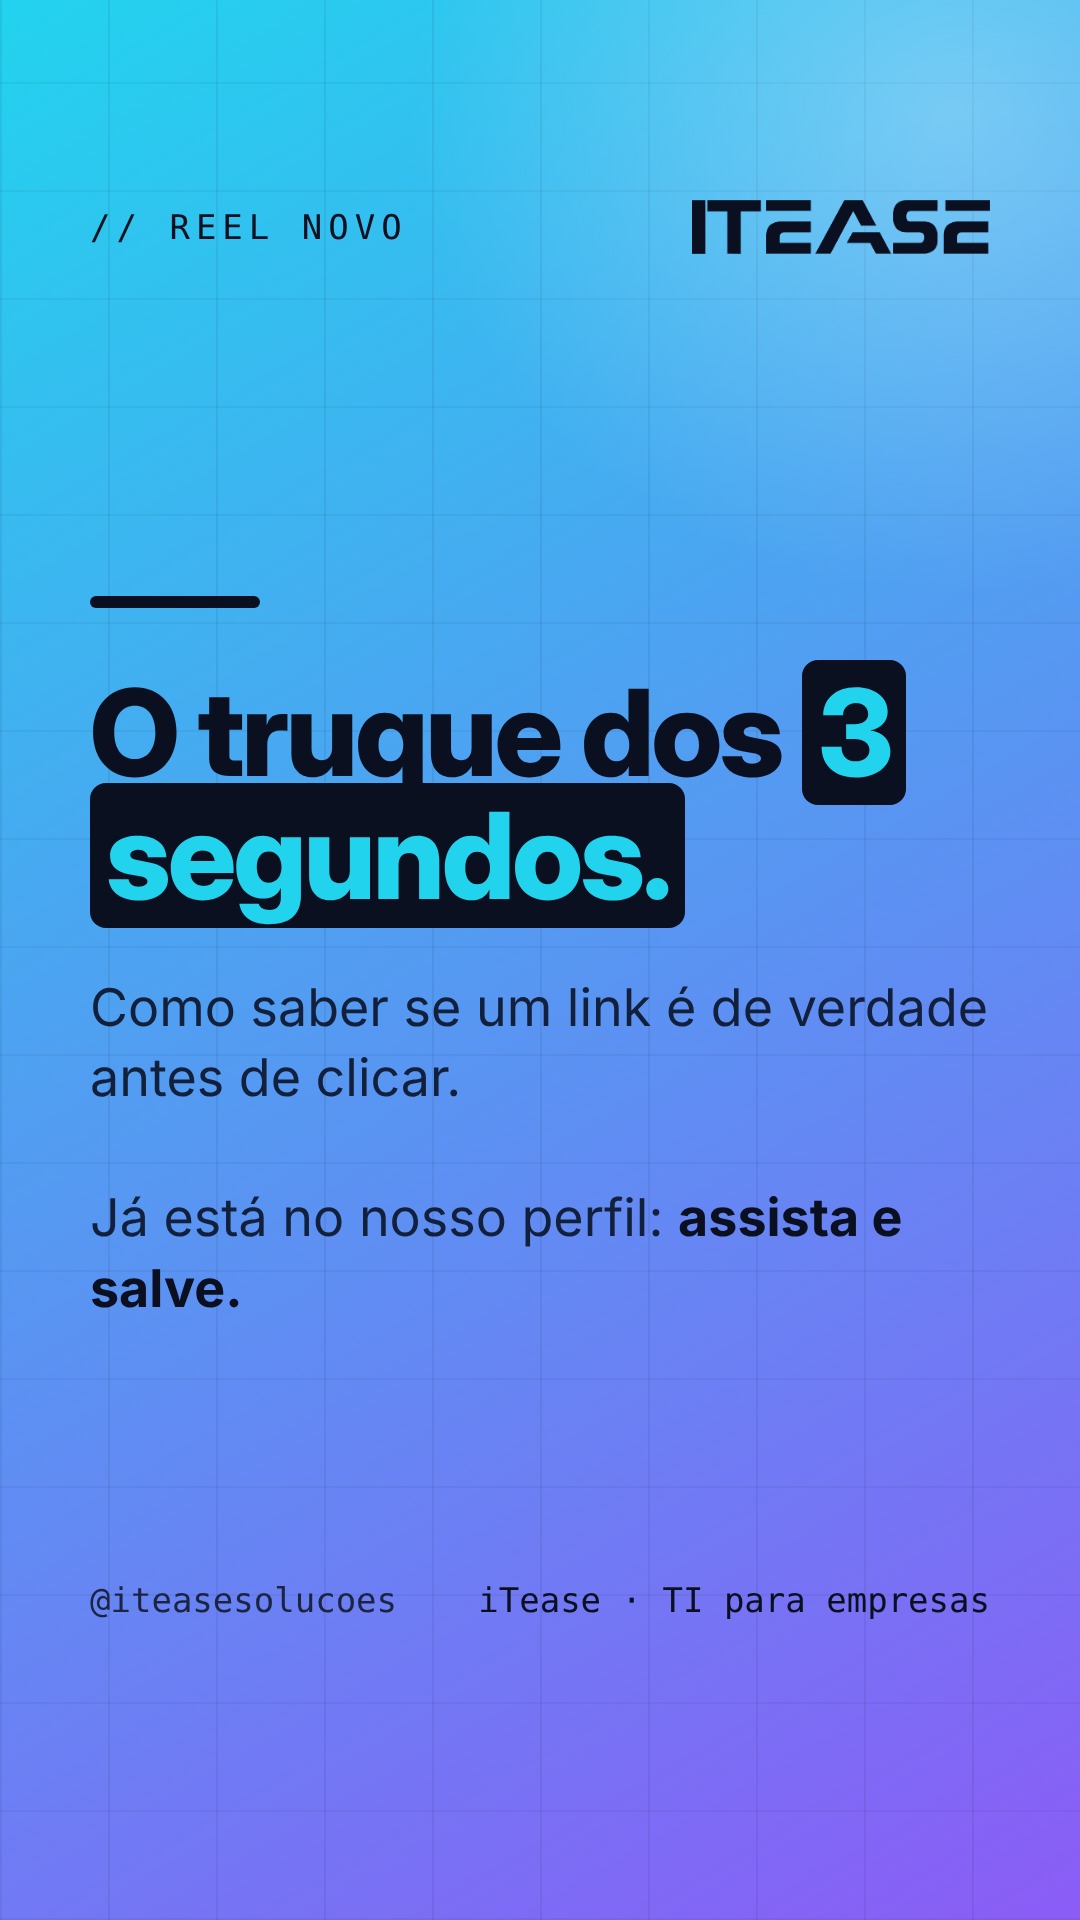 // REEL NOVO
ITEASE
O truque dos 3
segundos.
Como saber se um link é de verdade
antes de clicar.
Já está no nosso perfil: assista e
salve.
@iteasesolucoes
iTease · TI para empresas